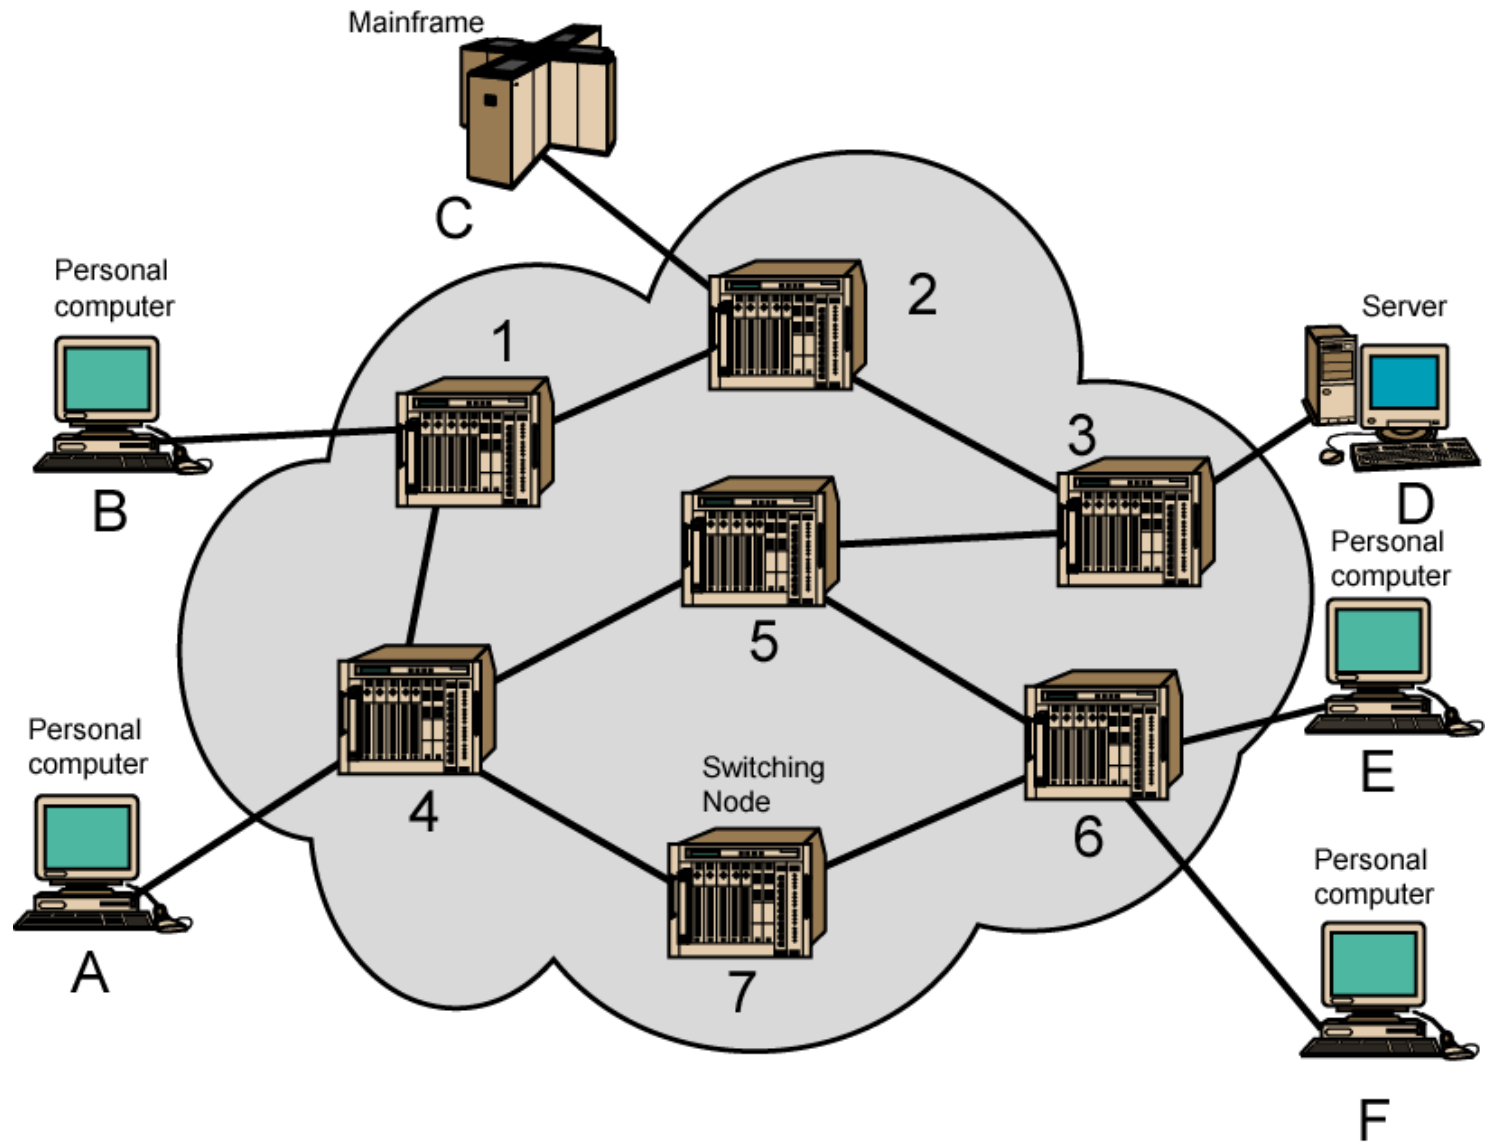 Mainframe
C
Personal
computer
B
1
2
Server
D
3
Personal
computer
E
5
Personal
computer
A
4
Switching
Node
7
6
Personal
computer
F